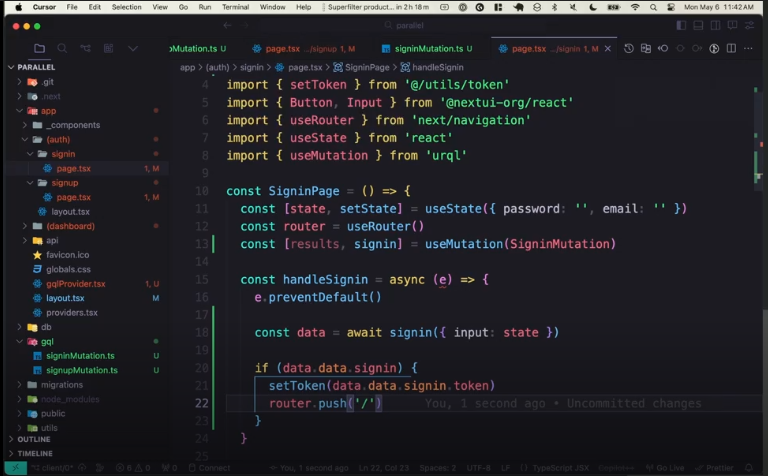 Cursor File Edit Selection View Go Run Terminal Window Help Superfilter product... in 2 h 18 m Mon May 6 11:42 AM
parallel
oMutation.ts U page.tsx .../signup 1, M signinMutation.ts U page.tsx .../signin 1, M
PARALLEL
.git
.next
app
_components
(auth)
signin
page.tsx 1, M
signup
page.tsx 1, M
layout.tsx
(dashboard)
api
favicon.ico
globals.css
gqlProvider.tsx 1, U
layout.tsx M
providers.tsx
db
gql
signinMutation.ts U
signupMutation.ts U
migrations
node_modules
public
utils
OUTLINE
TIMELINE
app > (auth) > signin > page.tsx > SigninPage > handleSignin
4 import { setToken } from '@/utils/token'
5 import { Button, Input } from '@nextui-org/react'
6 import { useRouter } from 'next/navigation'
7 import { useState } from 'react'
8 import { useMutation } from 'urql'
9
10 const SigninPage = () => {
11 const [state, setState] = useState({ password: '', email: '' })
12 const router = useRouter()
13 const [results, signin] = useMutation(SigninMutation)
14
15 const handleSignin = async (e) => {
16 e.preventDefault()
17
18 const data = await signin({ input: state })
19
20 if (data.data.signin) {
21 setToken(data.data.signin.token)
22 router.push('/') You, 1 second ago • Uncommitted changes
23 }
24 }
25
client/0* 6 0 0 Connect You, 1 second ago Ln 22, Col 23 Spaces: 2 UTF-8 LF {} TypeScript JSX Go Live Prettier